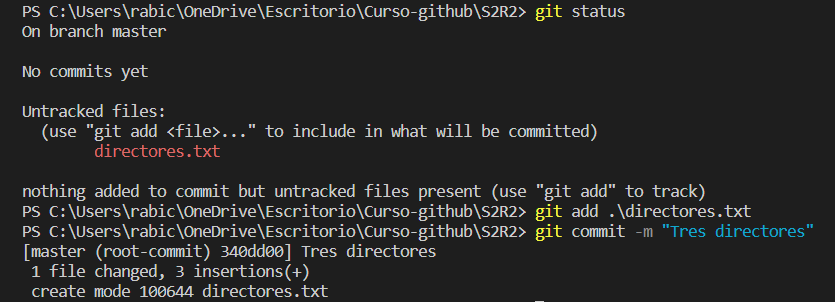 PS C:\Users\rabic\OneDrive\Escritorio\Curso-github\S2R2> git status
On branch master
No commits yet
Untracked files:
(use "git add <file>..." to include in what will be committed)
directores.txt
nothing added to commit but untracked files present (use "git add" to track)
PS C:\Users\rabic\OneDrive\Escritorio\Curso-github\S2R2> git add .\directores.txt
PS C:\Users\rabic\OneDrive\Escritorio\Curso-github\S2R2> git commit -m "Tres directores"
[master (root-commit) 340dd00] Tres directores
1 file changed, 3 insertions(+)
create mode 100644 directores.txt